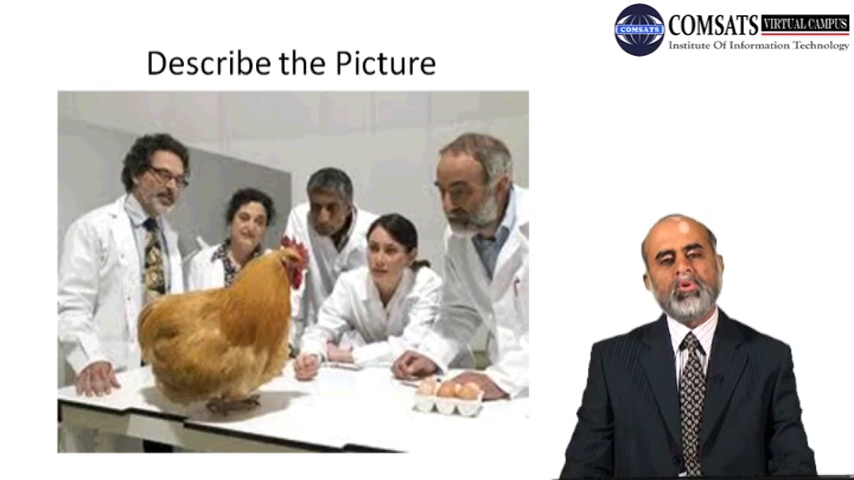 Describe the Picture
COMSATS
COMSATS VIRTUAL CAMPUS
Institute Of Information Technology